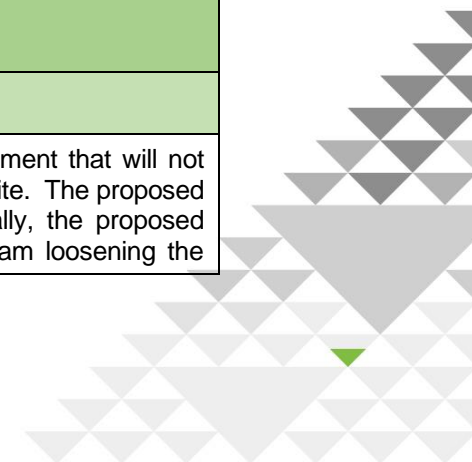 ment that will not
ite. The proposed
ally, the proposed
am loosening the